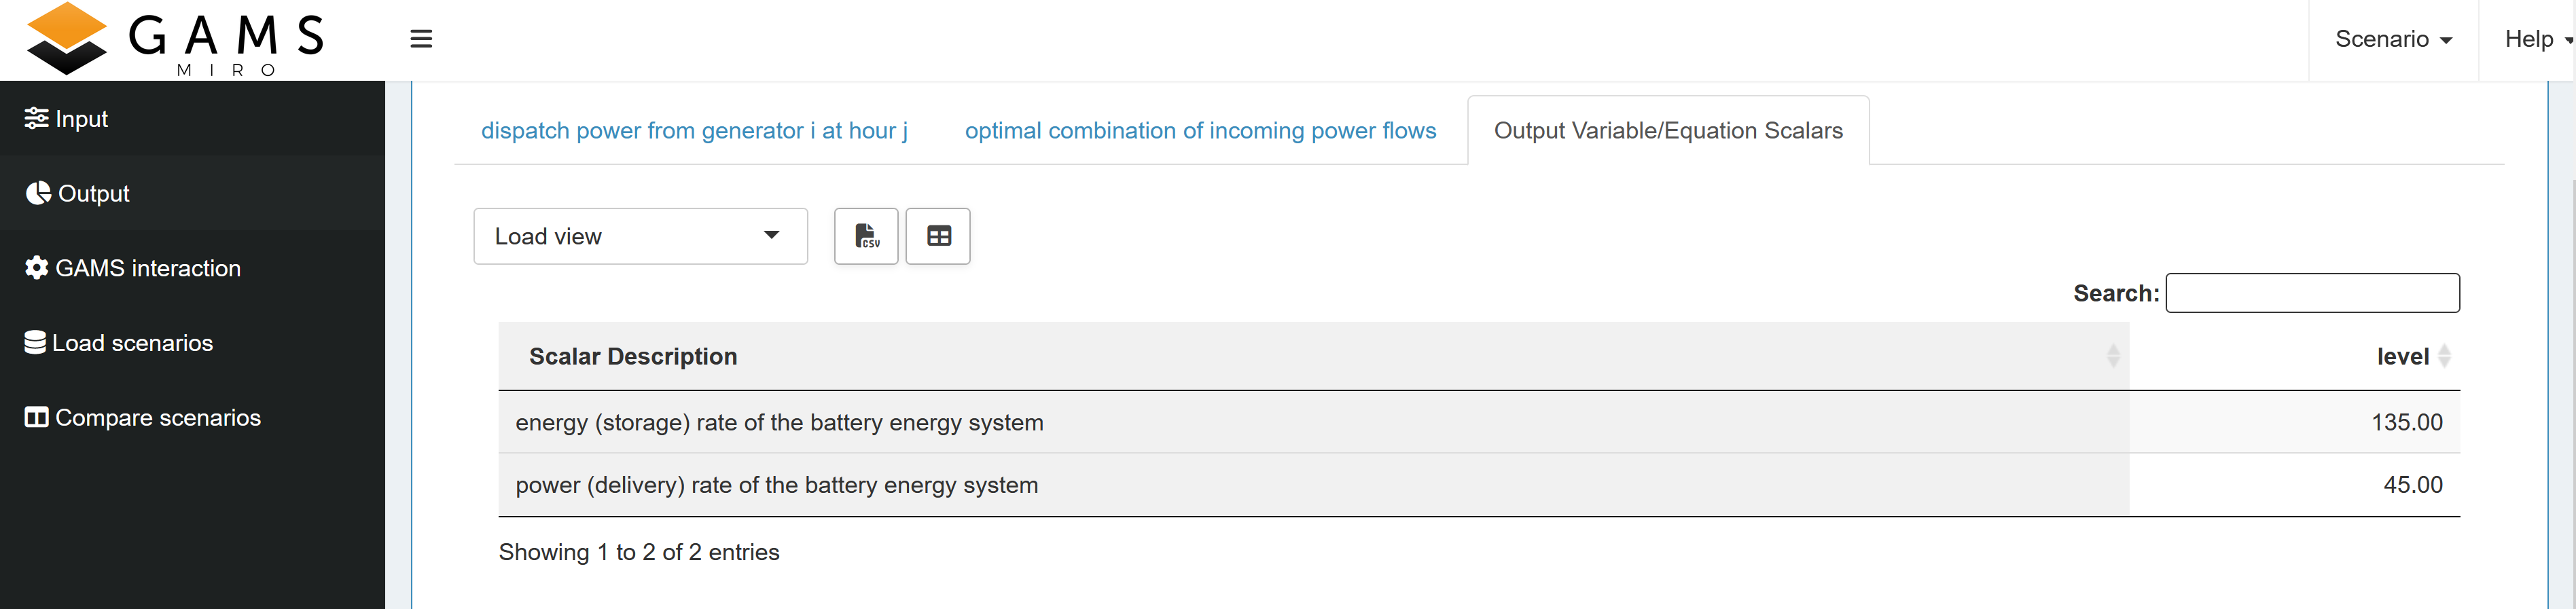 GAMS
MIRO
Scenario
Help
Input
Output
GAMS interaction
Load scenarios
Compare scenarios
dispatch power from generator i at hour j
optimal combination of incoming power flows
Output Variable/Equation Scalars
Load view
CSV
Search:
Scalar Description level
energy (storage) rate of the battery energy system 135.00
power (delivery) rate of the battery energy system 45.00
Showing 1 to 2 of 2 entries